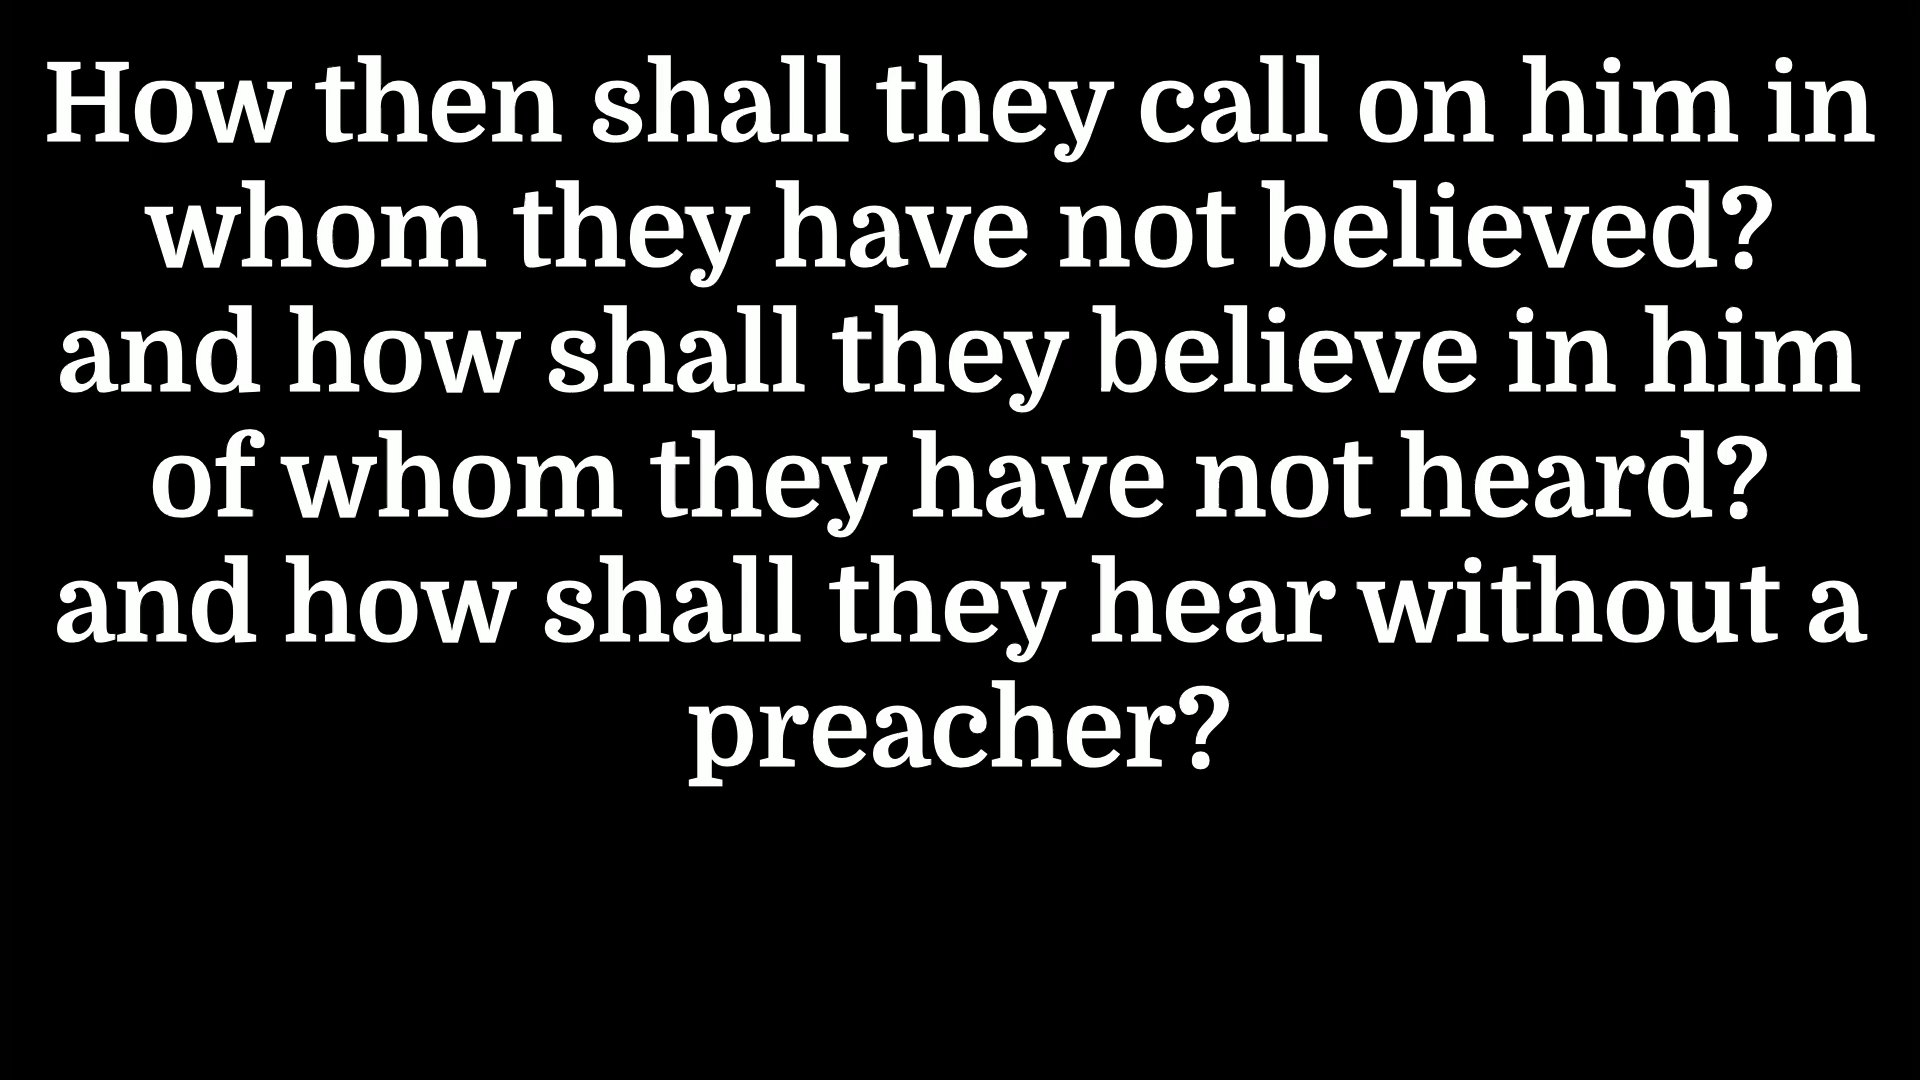 How then shall they call on him in
whom they have not believed?
and how shall they believe in him
of whom they have not heard?
and how shall they hear without a
preacher?